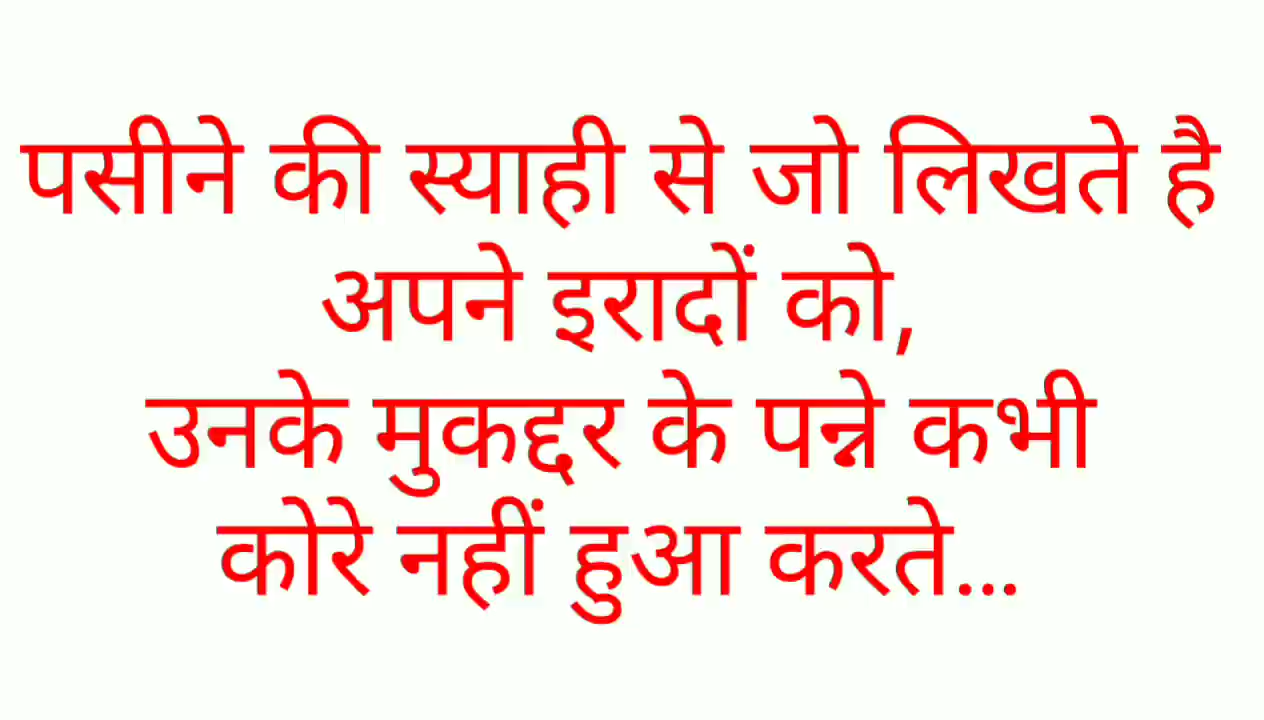 पसीने की स्याही से जो लिखते है
अपने इरादों को,
उनके मुकद्दर के पन्ने कभी
कोरे नहीं हुआ करते...